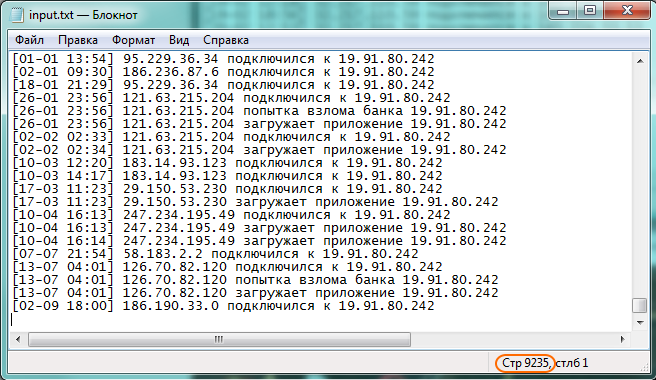 input.txt — Блокнот
Файл Правка Формат Вид Справка
[01-01 13:54] 95.229.36.34 подключился к 19.91.80.242
[02-01 09:30] 186.236.87.6 подключился к 19.91.80.242
[18-01 21:29] 95.229.36.34 подключился к 19.91.80.242
[26-01 23:56] 121.63.215.204 подключился к 19.91.80.242
[26-01 23:56] 121.63.215.204 попытка взлома банка 19.91.80.242
[26-01 23:56] 121.63.215.204 загружает приложение 19.91.80.242
[02-02 02:33] 121.63.215.204 подключился к 19.91.80.242
[02-02 02:34] 121.63.215.204 загружает приложение 19.91.80.242
[10-03 12:20] 183.14.93.123 подключился к 19.91.80.242
[10-03 14:17] 183.14.93.123 подключился к 19.91.80.242
[17-03 11:23] 29.150.53.230 подключился к 19.91.80.242
[17-03 11:23] 29.150.53.230 загружает приложение 19.91.80.242
[10-04 16:13] 247.234.195.49 подключился к 19.91.80.242
[10-04 16:13] 247.234.195.49 загружает приложение 19.91.80.242
[10-04 16:14] 247.234.195.49 загружает приложение 19.91.80.242
[07-07 21:54] 58.183.2.2 подключился к 19.91.80.242
[13-07 04:01] 126.70.82.120 подключился к 19.91.80.242
[13-07 04:01] 126.70.82.120 попытка взлома банка 19.91.80.242
[13-07 04:01] 126.70.82.120 загружает приложение 19.91.80.242
[02-09 18:00] 186.190.33.0 подключился к 19.91.80.242
Стр 9235, стлб 1